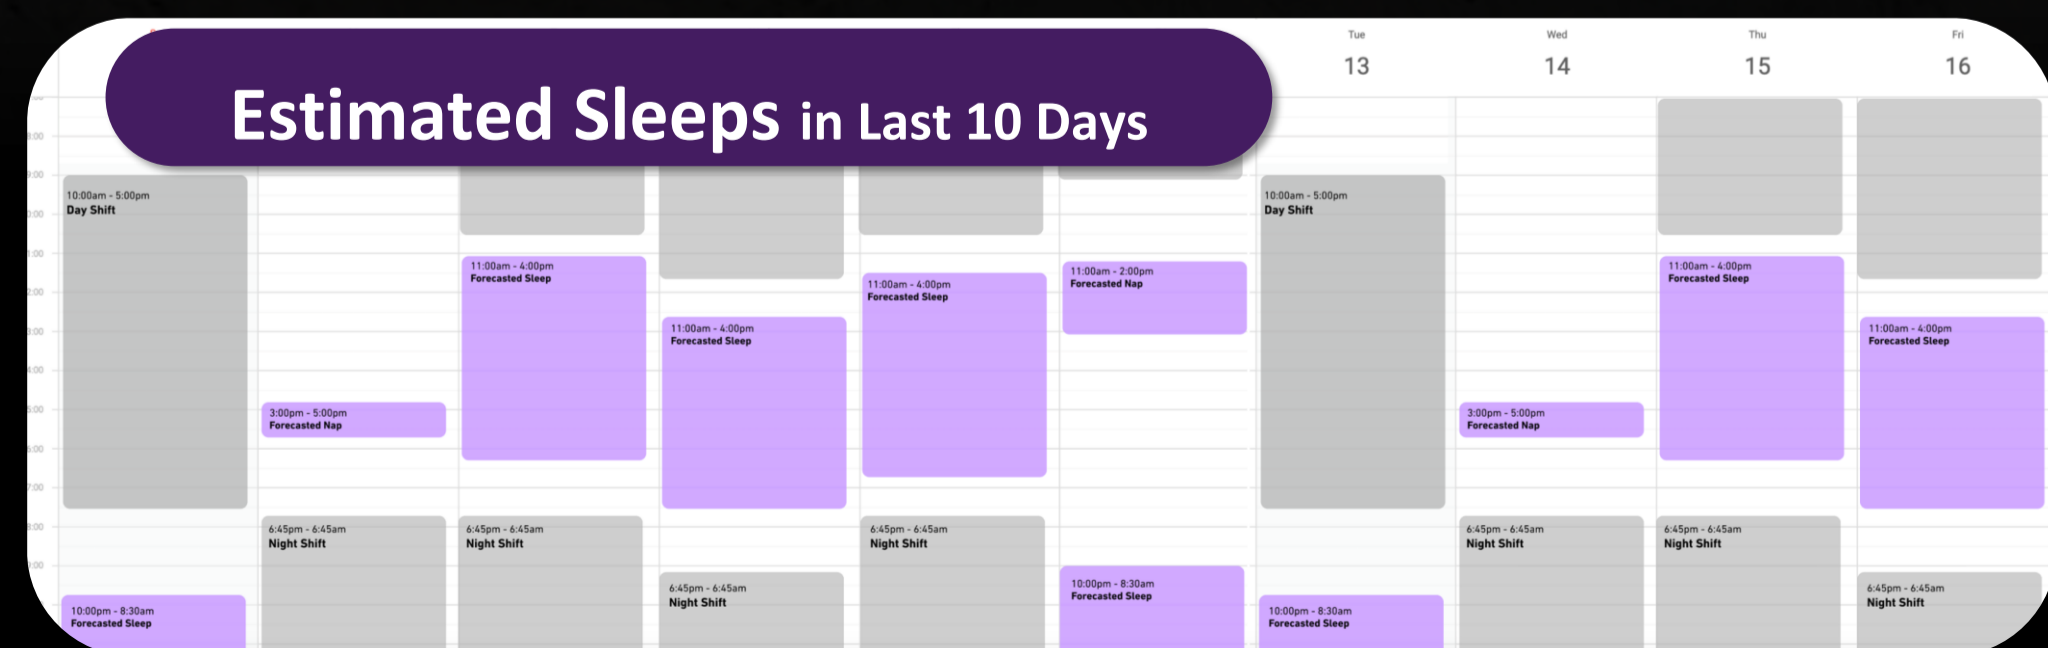 Estimated Sleeps in Last 10 Days
Tue
13
Wed
14
Thu
15
Fri
16
10:00am - 5:00pm
Day Shift
10:00pm - 8:30am
Forecasted Sleep
3:00pm - 5:00pm
Forecasted Nap
6:45pm - 6:45am
Night Shift
11:00am - 4:00pm
Forecasted Sleep
6:45pm - 6:45am
Night Shift
11:00am - 4:00pm
Forecasted Sleep
6:45pm - 6:45am
Night Shift
11:00am - 4:00pm
Forecasted Sleep
6:45pm - 6:45am
Night Shift
11:00am - 2:00pm
Forecasted Nap
10:00pm - 8:30am
Forecasted Sleep
10:00am - 5:00pm
Day Shift
10:00pm - 8:30am
Forecasted Sleep
3:00pm - 5:00pm
Forecasted Nap
6:45pm - 6:45am
Night Shift
11:00am - 4:00pm
Forecasted Sleep
6:45pm - 6:45am
Night Shift
11:00am - 4:00pm
Forecasted Sleep
6:45pm - 6:45am
Night Shift